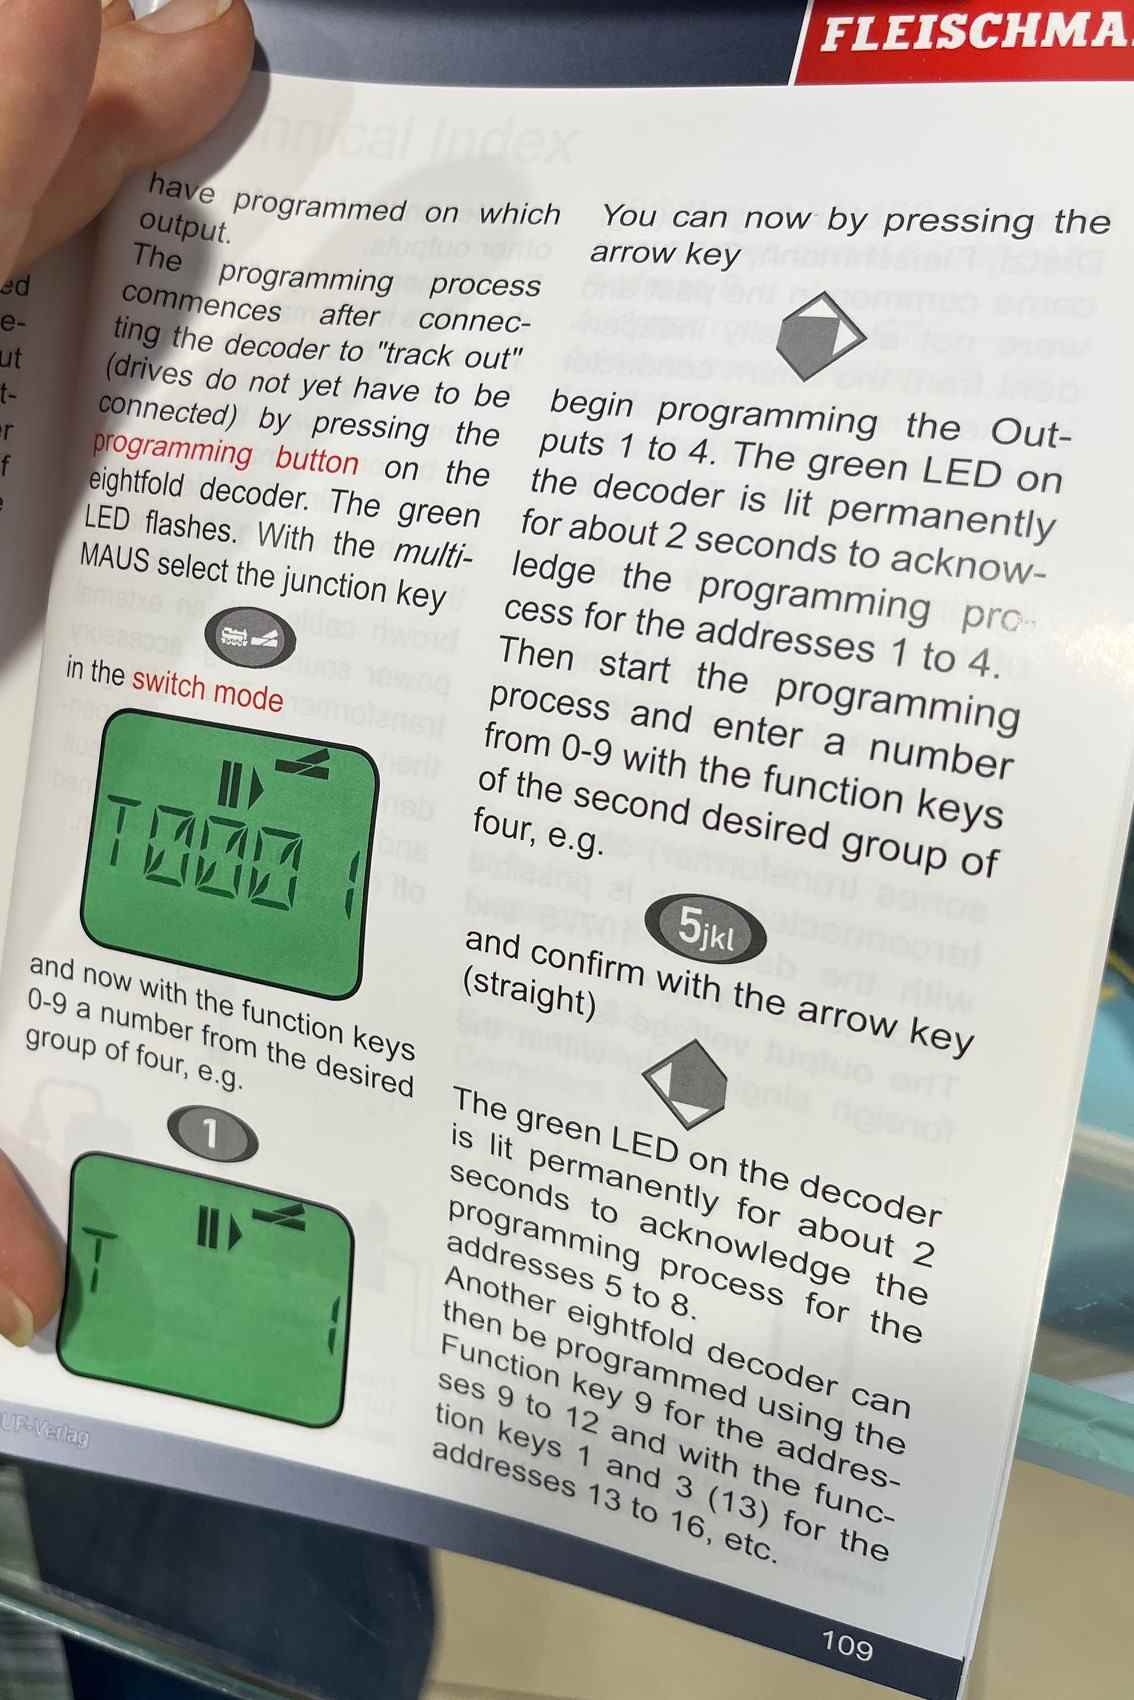 FLEISCHMA
have programmed on which
output.
The programming process
commences after connec-
ting the decoder to "track out"
(drives do not yet have to be
connected) by pressing the
programming button on the
eightfold decoder. The green
LED flashes. With the multi-
MAUS select the junction key
in the switch mode
T0001
and now with the function keys
0-9 a number from the desired
group of four, e.g.
1
T 1
UF-Verlag
You can now by pressing the
arrow key
begin programming the Out-
puts 1 to 4. The green LED on
the decoder is lit permanently
for about 2 seconds to acknow-
ledge the programming pro-
cess for the addresses 1 to 4.
Then start the programming
process and enter a number
from 0-9 with the function keys
of the second desired group of
four, e.g.
5jkl
and confirm with the arrow key
(straight)
The green LED on the decoder
is lit permanently for about 2
seconds to acknowledge the
programming process for the
addresses 5 to 8.
Another eightfold decoder can
then be programmed using the
Function key 9 for the addres-
ses 9 to 12 and with the func-
tion keys 1 and 3 (13) for the
addresses 13 to 16, etc.
109